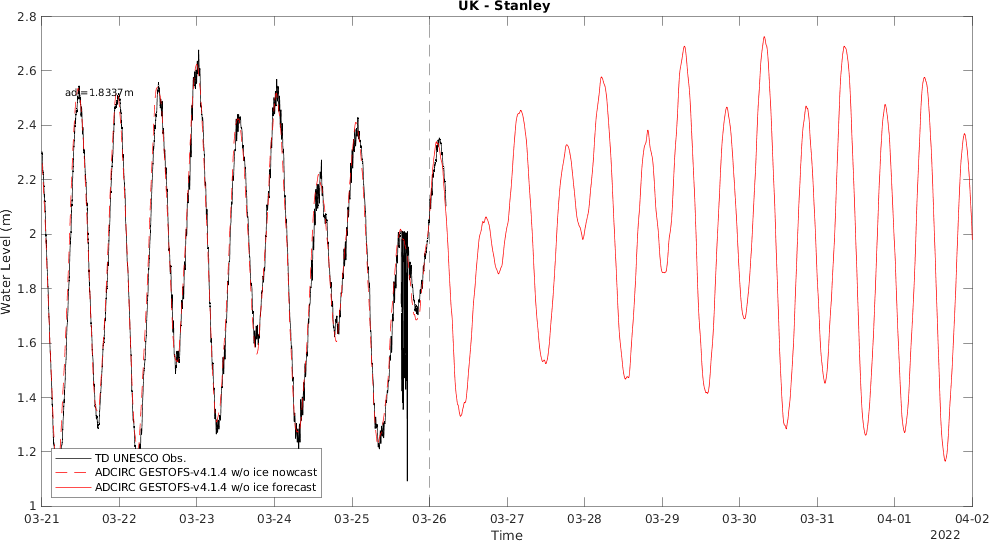 UK - Stanley
2.8
2.6
2.4
2.2
2
1.8
1.6
1.4
1.2
1
Water Level (m)
adj=1.8337m
TD UNESCO Obs.
ADCIRC GESTOFS-v4.1.4 w/o ice nowcast
ADCIRC GESTOFS-v4.1.4 w/o ice forecast
03-21 03-22 03-23 03-24 03-25 03-26 03-27 03-28 03-29 03-30 03-31 04-01 04-02
Time
2022